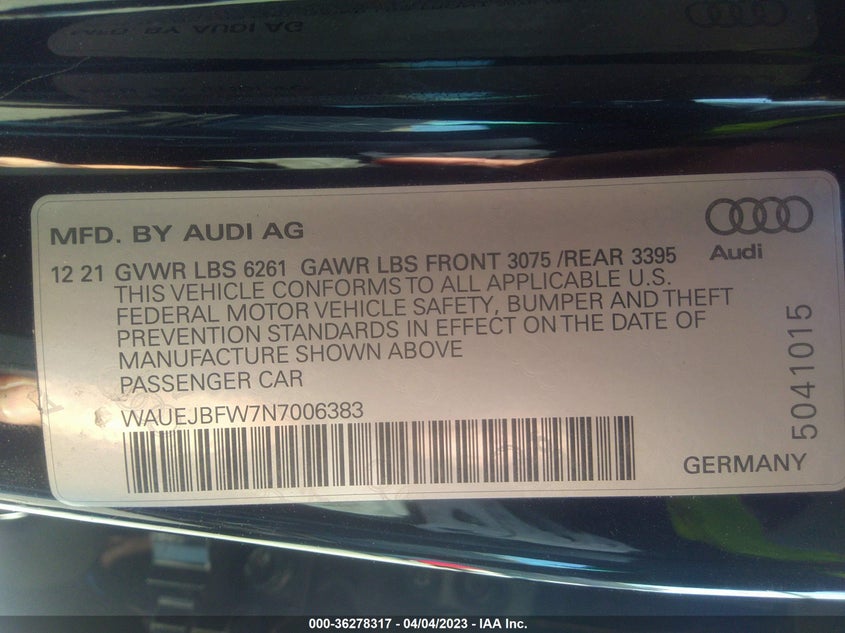 MFD. BY AUDI AG
Audi
12 21 GVWR LBS 6261 GAWR LBS FRONT 3075 /REAR 3395
THIS VEHICLE CONFORMS TO ALL APPLICABLE U.S.
FEDERAL MOTOR VEHICLE SAFETY, BUMPER AND THEFT
PREVENTION STANDARDS IN EFFECT ON THE DATE OF
MANUFACTURE SHOWN ABOVE
PASSENGER CAR
WAUEJBFW7N7006383
GERMANY
5041015
000-36278317 - 04/04/2023 - IAA Inc.